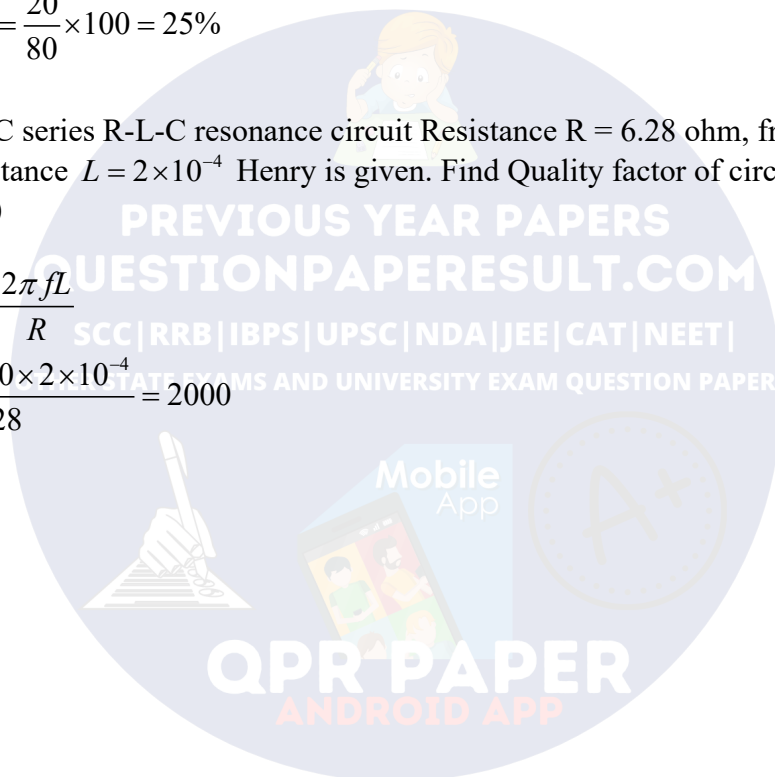 = 20/80 ×100 = 25%
C series R-L-C resonance circuit Resistance R = 6.28 ohm, fr
tance L = 2×10⁻⁴ Henry is given. Find Quality factor of circ
)
PREVIOUS YEAR PAPERS
QUESTIONPAPERESULT.COM
2π fL / R
SCC|RRB|IBPS|UPSC|NDA|JEE|CAT|NEET|
0×2×10⁻⁴ / 28 = 2000
STATE EXAMS AND UNIVERSITY EXAM QUESTION PAPER
Mobile
App
A+
QPR PAPER
ANDROID APP